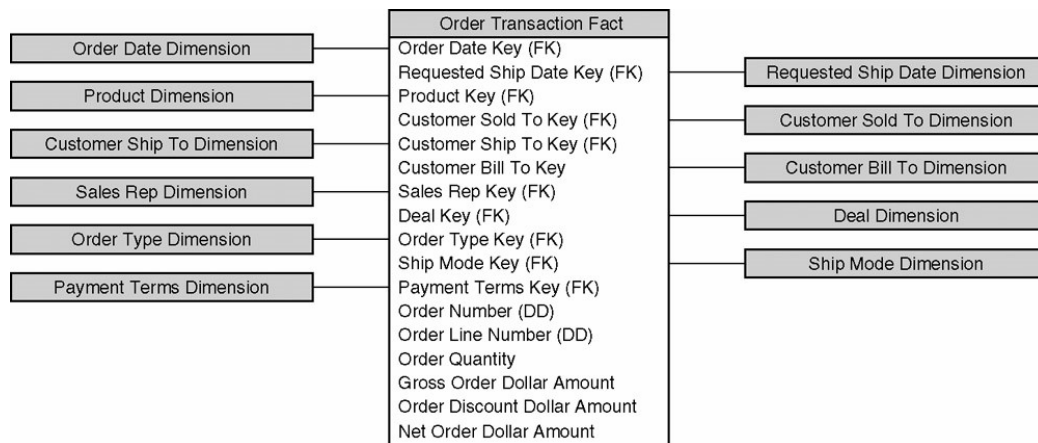 Order Transaction Fact
Order Date Dimension
Order Date Key (FK)
Requested Ship Date Key (FK)
Requested Ship Date Dimension
Product Dimension
Product Key (FK)
Customer Sold To Key (FK)
Customer Sold To Dimension
Customer Ship To Dimension
Customer Ship To Key (FK)
Customer Bill To Key
Customer Bill To Dimension
Sales Rep Dimension
Sales Rep Key (FK)
Deal Key (FK)
Deal Dimension
Order Type Dimension
Order Type Key (FK)
Ship Mode Key (FK)
Ship Mode Dimension
Payment Terms Dimension
Payment Terms Key (FK)
Order Number (DD)
Order Line Number (DD)
Order Quantity
Gross Order Dollar Amount
Order Discount Dollar Amount
Net Order Dollar Amount